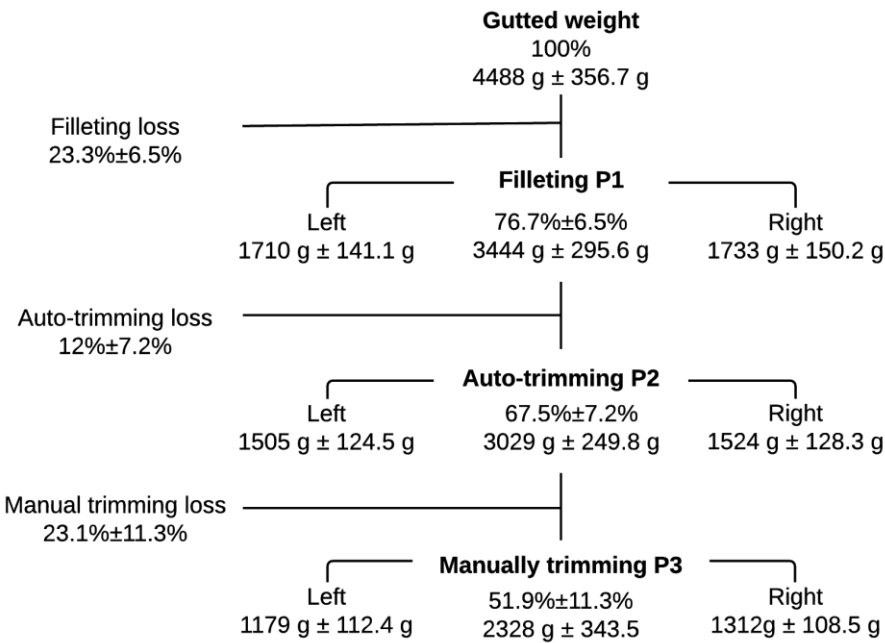 Gutted weight
100%
4488 g ± 356.7 g
Filleting loss
23.3%±6.5%
Filleting P1
Left
76.7%±6.5%
Right
1710 g ± 141.1 g
3444 g ± 295.6 g
1733 g ± 150.2 g
Auto-trimming loss
12%±7.2%
Auto-trimming P2
Left
67.5%±7.2%
Right
1505 g ± 124.5 g
3029 g ± 249.8 g
1524 g ± 128.3 g
Manual trimming loss
23.1%±11.3%
Manually trimming P3
Left
51.9%±11.3%
Right
1179 g ± 112.4 g
2328 g ± 343.5
1312g ± 108.5 g